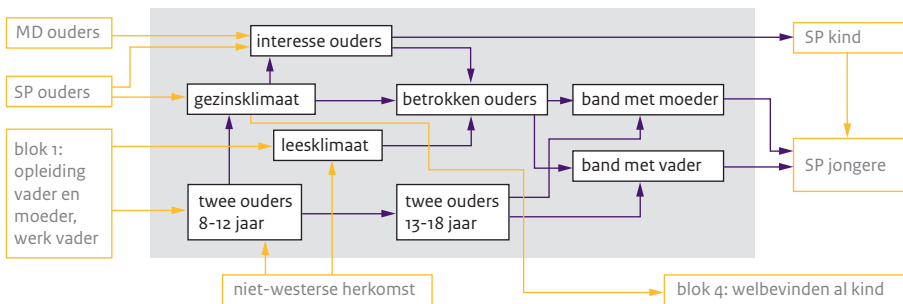 MD ouders
interesse ouders
SP kind
SP ouders
gezinsklimaat
betrokken ouders
band met moeder
blok 1:
opleiding
vader en
moeder,
werk vader
leesklimaat
band met vader
SP jongere
twee ouders
8-12 jaar
twee ouders
13-18 jaar
niet-westerse herkomst
blok 4: welbevinden al kind